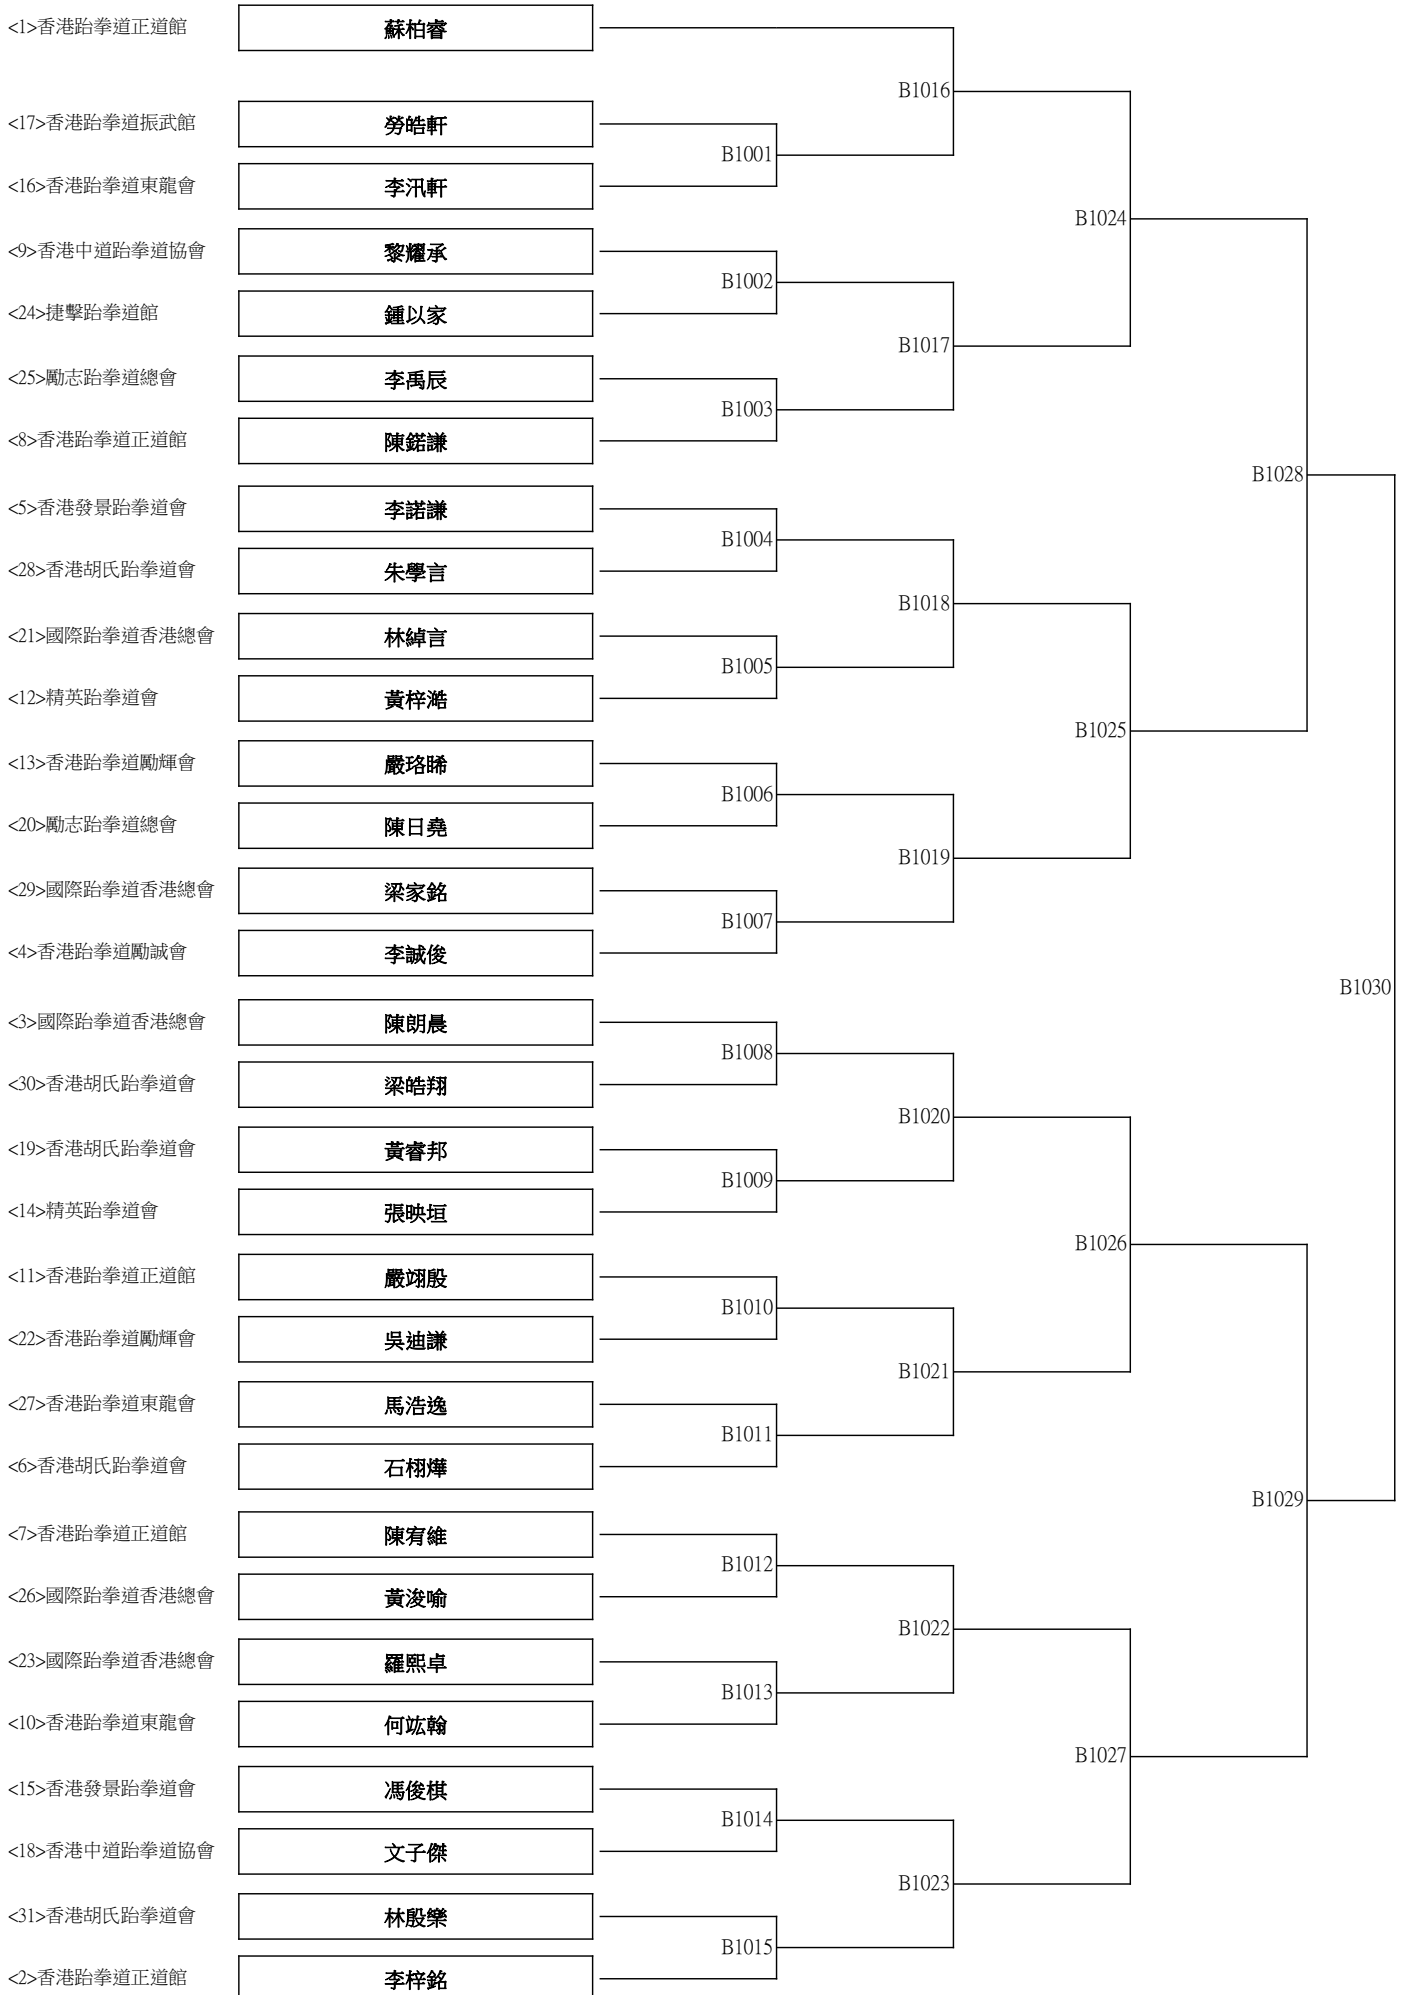 <1>香港跆拳道正道館 蘇柏睿
B1016
<17>香港跆拳道振武館 勞皓軒
B1001
<16>香港跆拳道東龍會 李汛軒
B1024
<9>香港中道跆拳道協會 黎耀承
B1002
<24>捷擊跆拳道館 鍾以家
B1017
<25>勵志跆拳道總會 李禹辰
B1003
<8>香港跆拳道正道館 陳鍩謙
B1028
<5>香港發景跆拳道會 李諾謙
B1004
<28>香港胡氏跆拳道會 朱學言
B1018
<21>國際跆拳道香港總會 林綽言
B1005
<12>精英跆拳道會 黃梓澔
B1025
<13>香港跆拳道勵輝會 嚴珞晞
B1006
<20>勵志跆拳道總會 陳日堯
B1019
<29>國際跆拳道香港總會 梁家銘
B1007
<4>香港跆拳道勵誠會 李誠俊
B1030
<3>國際跆拳道香港總會 陳朗晨
B1008
<30>香港胡氏跆拳道會 梁皓翔
B1020
<19>香港胡氏跆拳道會 黃睿邦
B1009
<14>精英跆拳道會 張映垣
B1026
<11>香港跆拳道正道館 嚴翊殷
B1010
<22>香港跆拳道勵輝會 吳迪謙
B1021
<27>香港跆拳道東龍會 馬浩逸
B1011
<6>香港胡氏跆拳道會 石栩燁
B1029
<7>香港跆拳道正道館 陳宥維
B1012
<26>國際跆拳道香港總會 黃浚喻
B1022
<23>國際跆拳道香港總會 羅熙卓
B1013
<10>香港跆拳道東龍會 何竑翰
B1027
<15>香港發景跆拳道會 馮俊棋
B1014
<18>香港中道跆拳道協會 文子傑
B1023
<31>香港胡氏跆拳道會 林殷樂
B1015
<2>香港跆拳道正道館 李梓銘